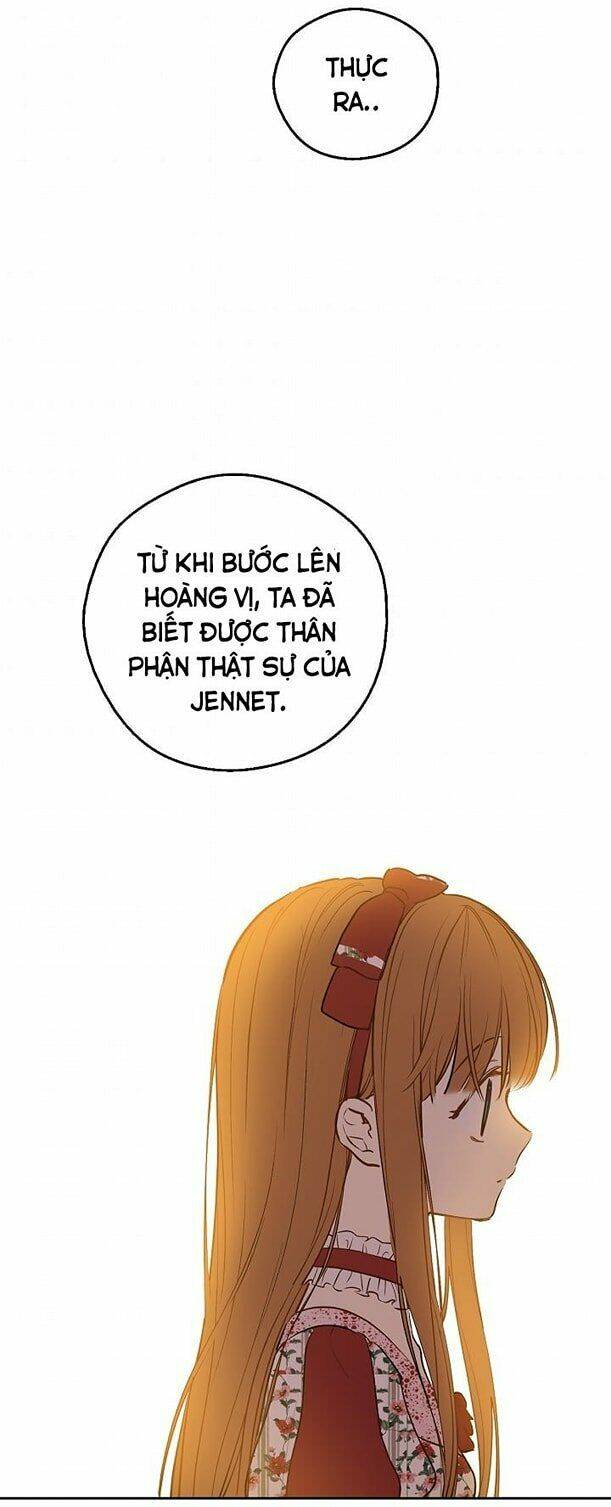 THỰC
RA..
TỪ KHI BƯỚC LÊN
HOÀNG VỊ, TA ĐÃ
BIẾT ĐƯỢC THÂN
PHẬN THẬT SỰ CỦA
JENNET.